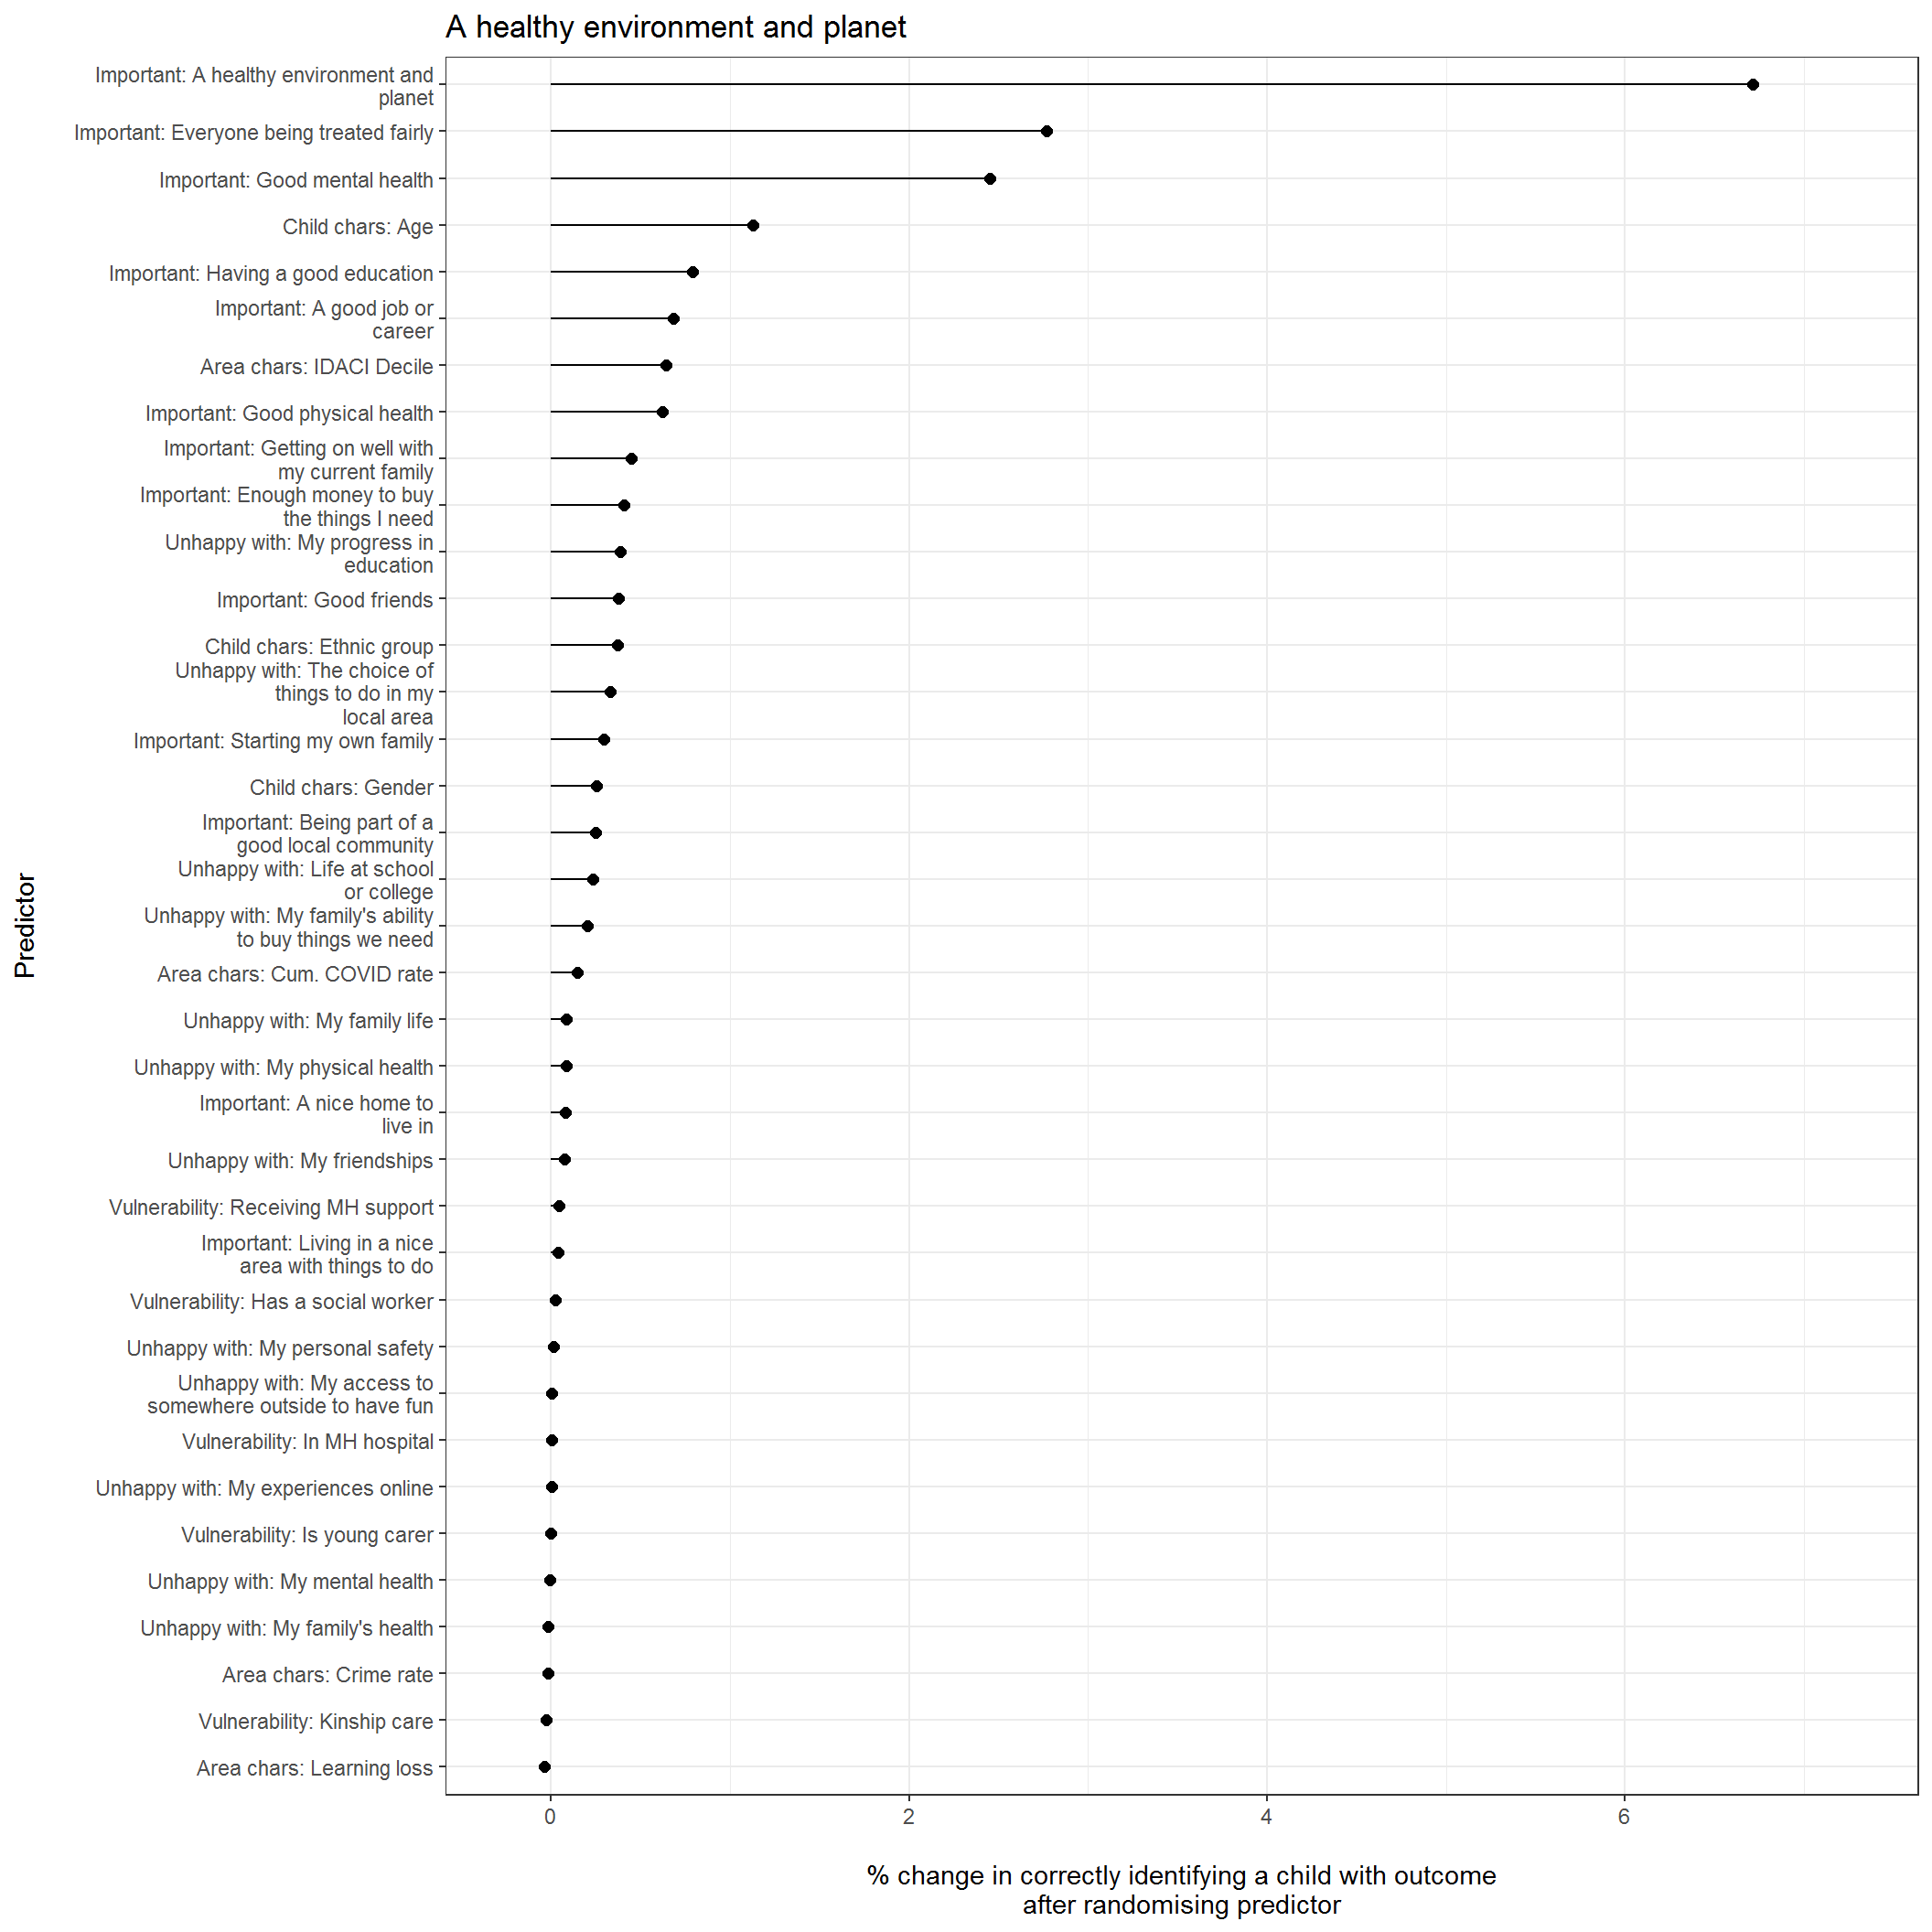 A healthy environment and planet
Important: A healthy environment and
planet
Important: Everyone being treated fairly
Important: Good mental health
Child chars: Age
Important: Having a good education
Important: A good job or
career
Area chars: IDACI Decile
Important: Good physical health
Important: Getting on well with
my current family
Important: Enough money to buy
the things I need
Unhappy with: My progress in
education
Important: Good friends
Child chars: Ethnic group
Unhappy with: The choice of
things to do in my
local area
Important: Starting my own family
Child chars: Gender
Important: Being part of a
good local community
Unhappy with: Life at school
or college
Unhappy with: My family's ability
to buy things we need
Area chars: Cum. COVID rate
Unhappy with: My family life
Unhappy with: My physical health
Important: A nice home to
live in
Unhappy with: My friendships
Vulnerability: Receiving MH support
Important: Living in a nice
area with things to do
Vulnerability: Has a social worker
Unhappy with: My personal safety
Unhappy with: My access to
somewhere outside to have fun
Vulnerability: In MH hospital
Unhappy with: My experiences online
Vulnerability: Is young carer
Unhappy with: My mental health
Unhappy with: My family's health
Area chars: Crime rate
Vulnerability: Kinship care
Area chars: Learning loss
Predictor
0 2 4 6
% change in correctly identifying a child with outcome
after randomising predictor